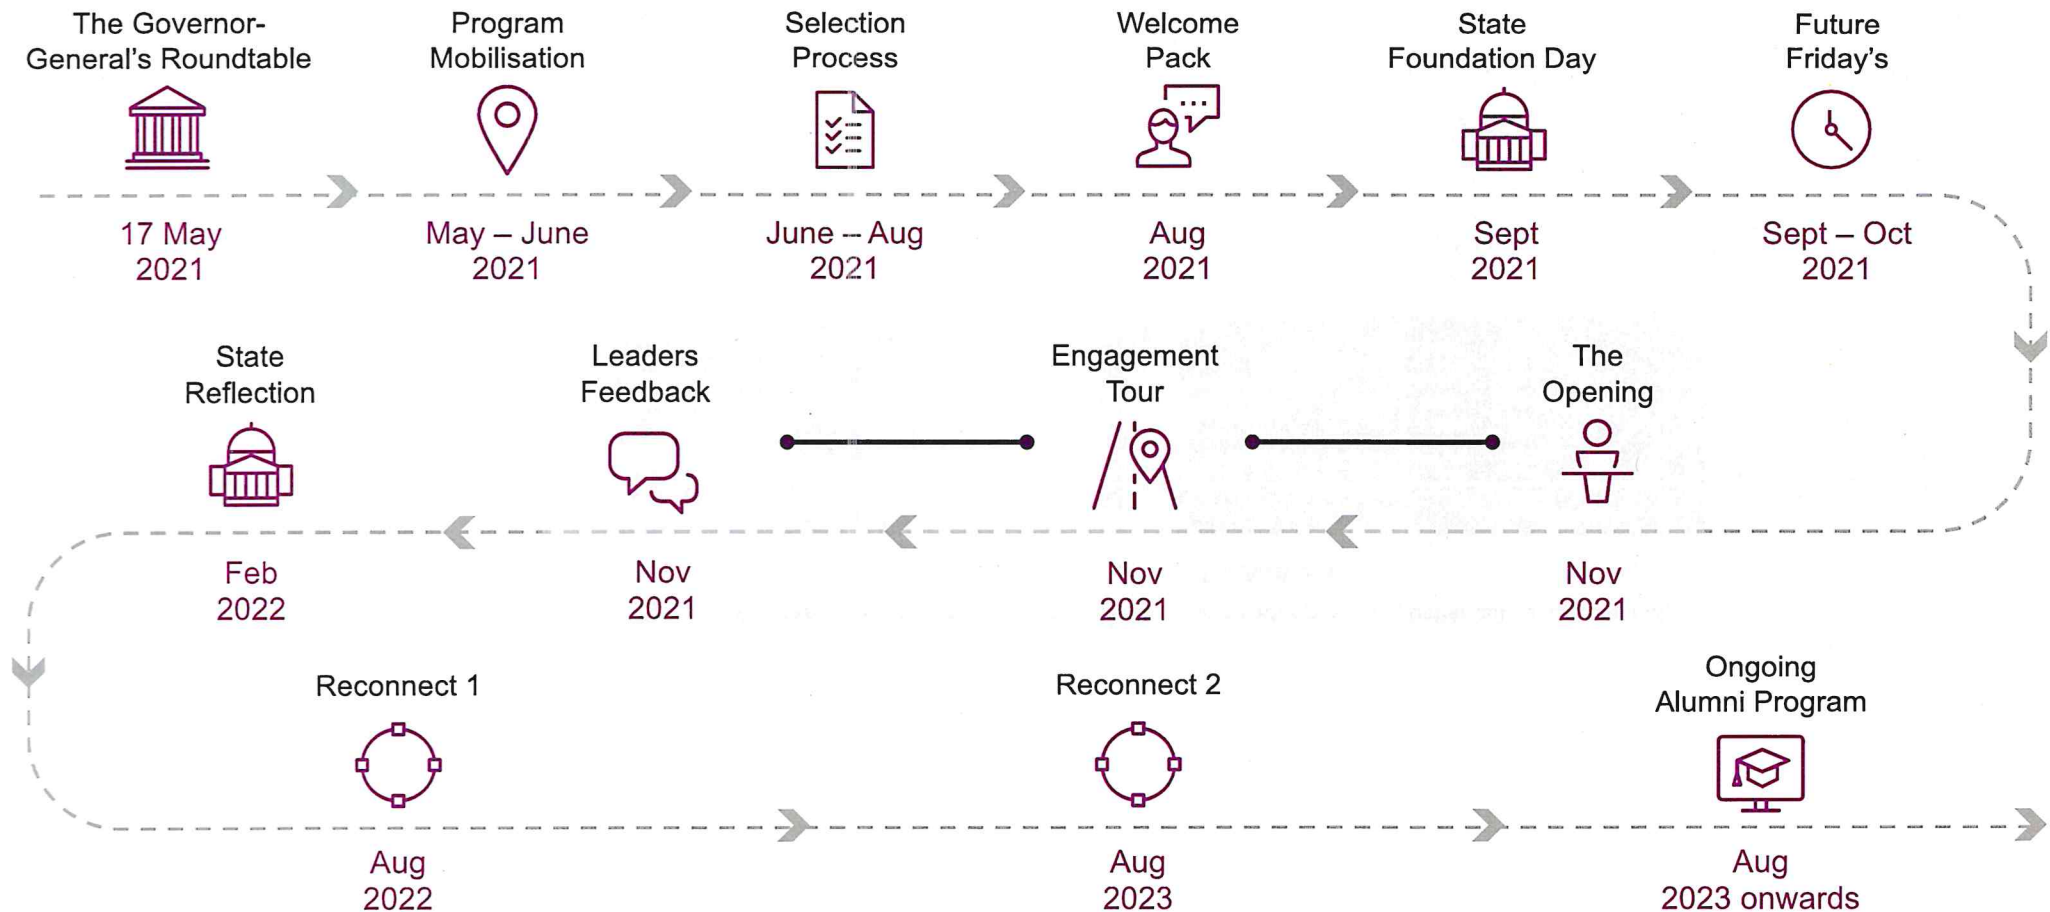 The Governor-
General's Roundtable
17 May
2021
Program
Mobilisation
May – June
2021
Selection
Process
June – Aug
2021
Welcome
Pack
Aug
2021
State
Foundation Day
Sept
2021
Future
Friday's
Sept – Oct
2021
The
Opening
Nov
2021
Engagement
Tour
Nov
2021
Leaders
Feedback
Nov
2021
State
Reflection
Feb
2022
Reconnect 1
Aug
2022
Reconnect 2
Aug
2023
Ongoing
Alumni Program
Aug
2023 onwards